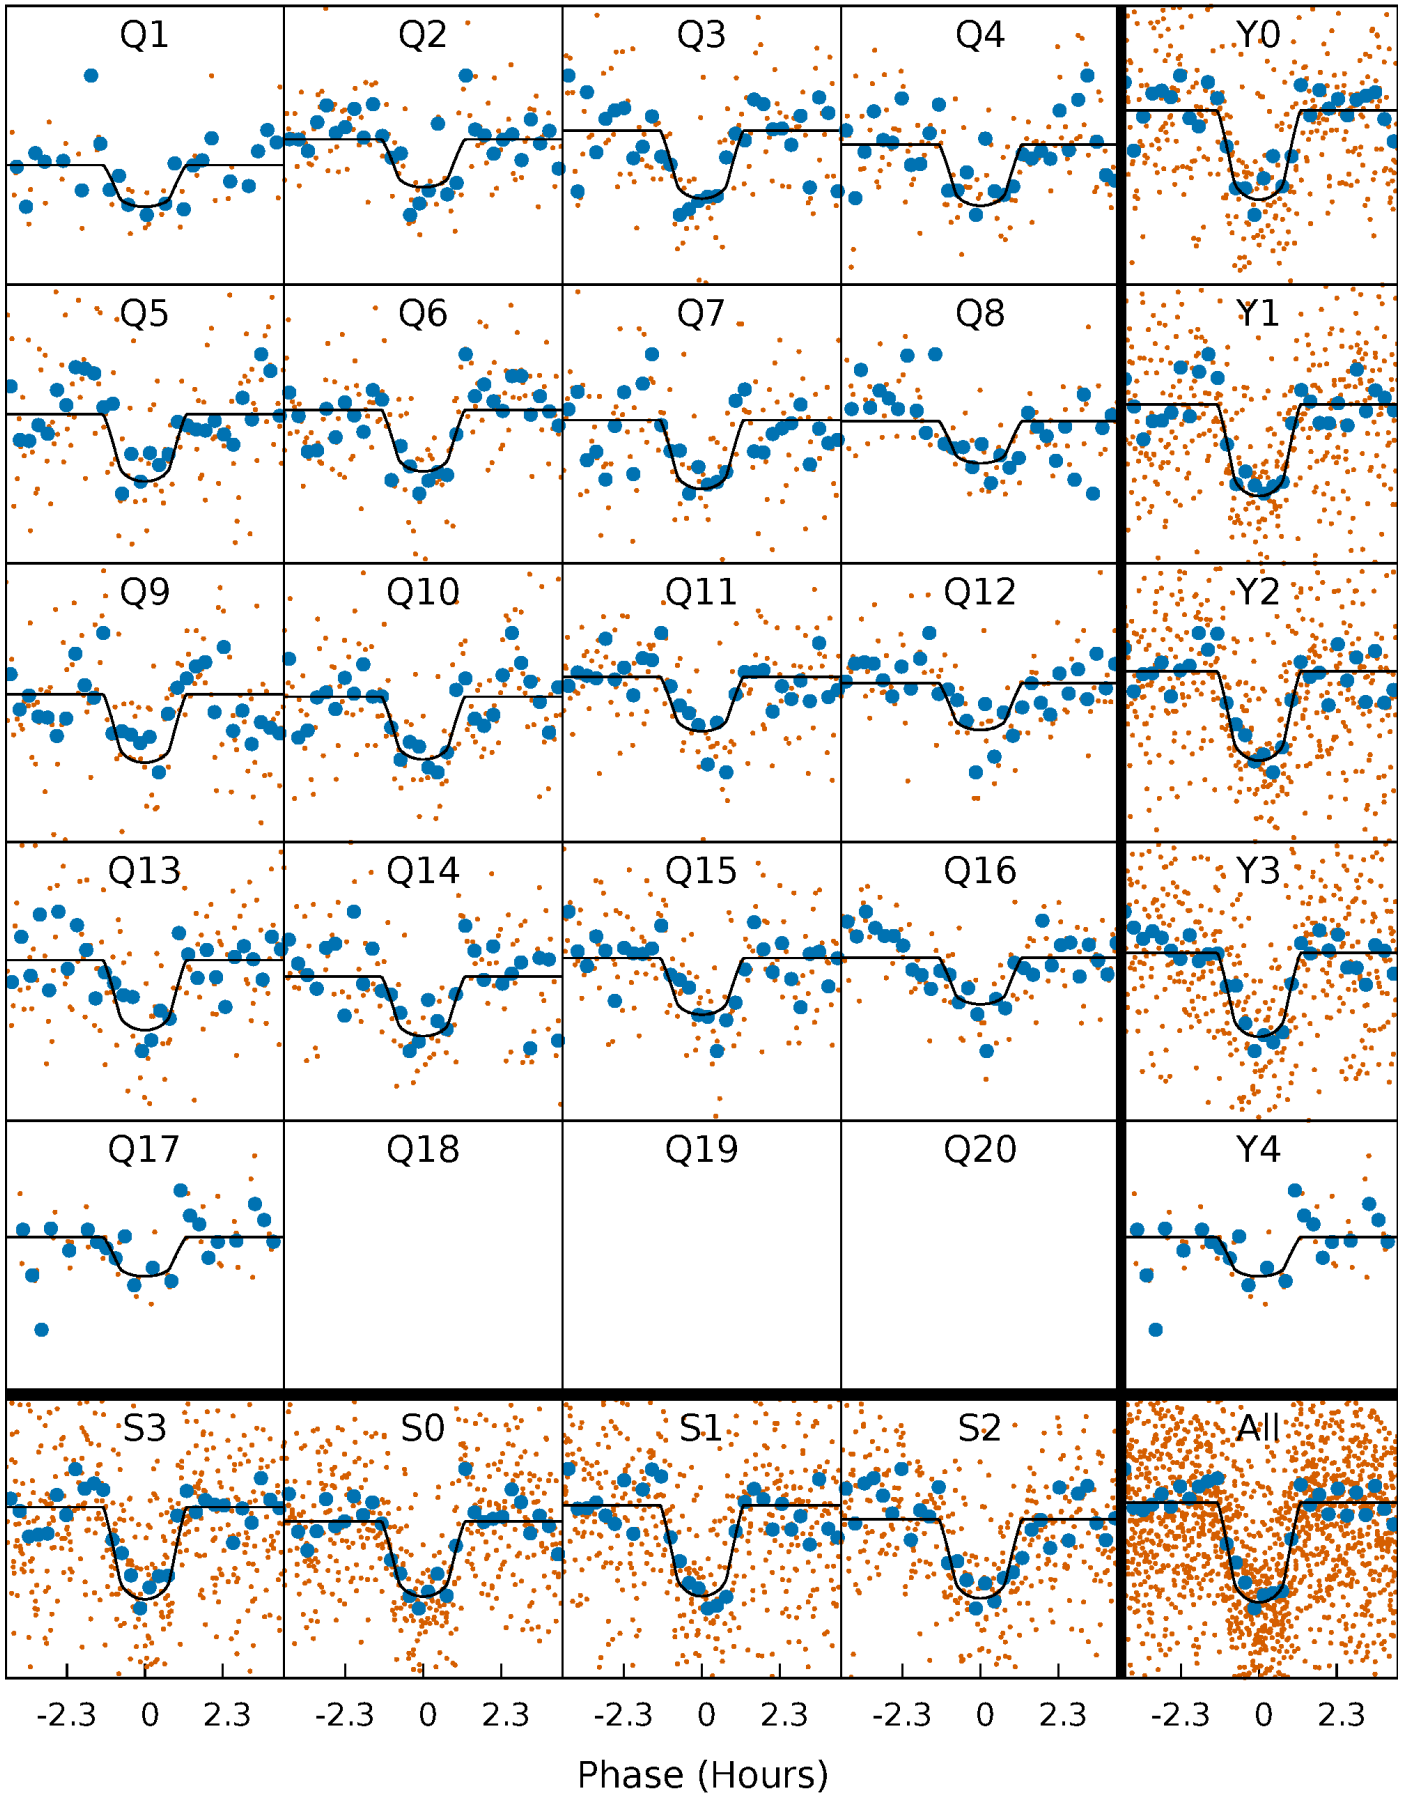 Q1 Q2 Q3 Q4 Y0
Q5 Q6 Q7 Q8 Y1
Q9 Q10 Q11 Q12 Y2
Q13 Q14 Q15 Q16 Y3
Q17 Q18 Q19 Q20 Y4
S3 S0 S1 S2 All
-2.3 0 2.3 -2.3 0 2.3 -2.3 0 2.3 -2.3 0 2.3 -2.3 0 2.3
Phase (Hours)